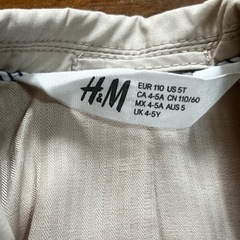 H&M
EUR 110 US 5T
CA 4-5A CN 110/60
MX 4-5A AUS 5
UK 4-5Y